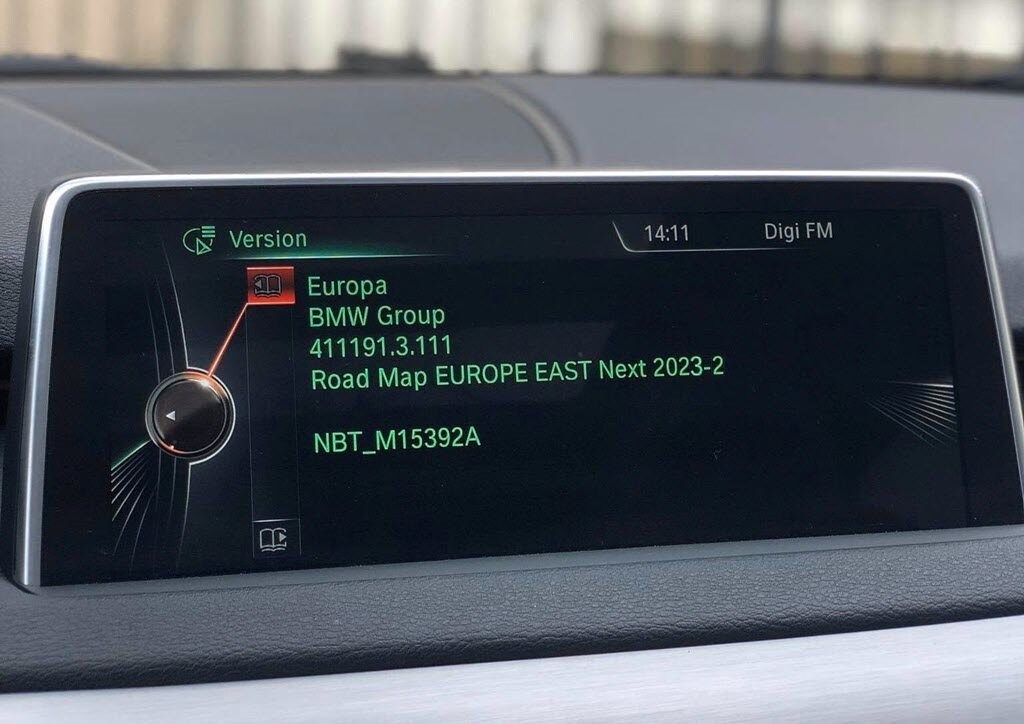 Version
14:11
Digi FM
Europa
BMW Group
411191.3.111
Road Map EUROPE EAST Next 2023-2
NBT_M15392A